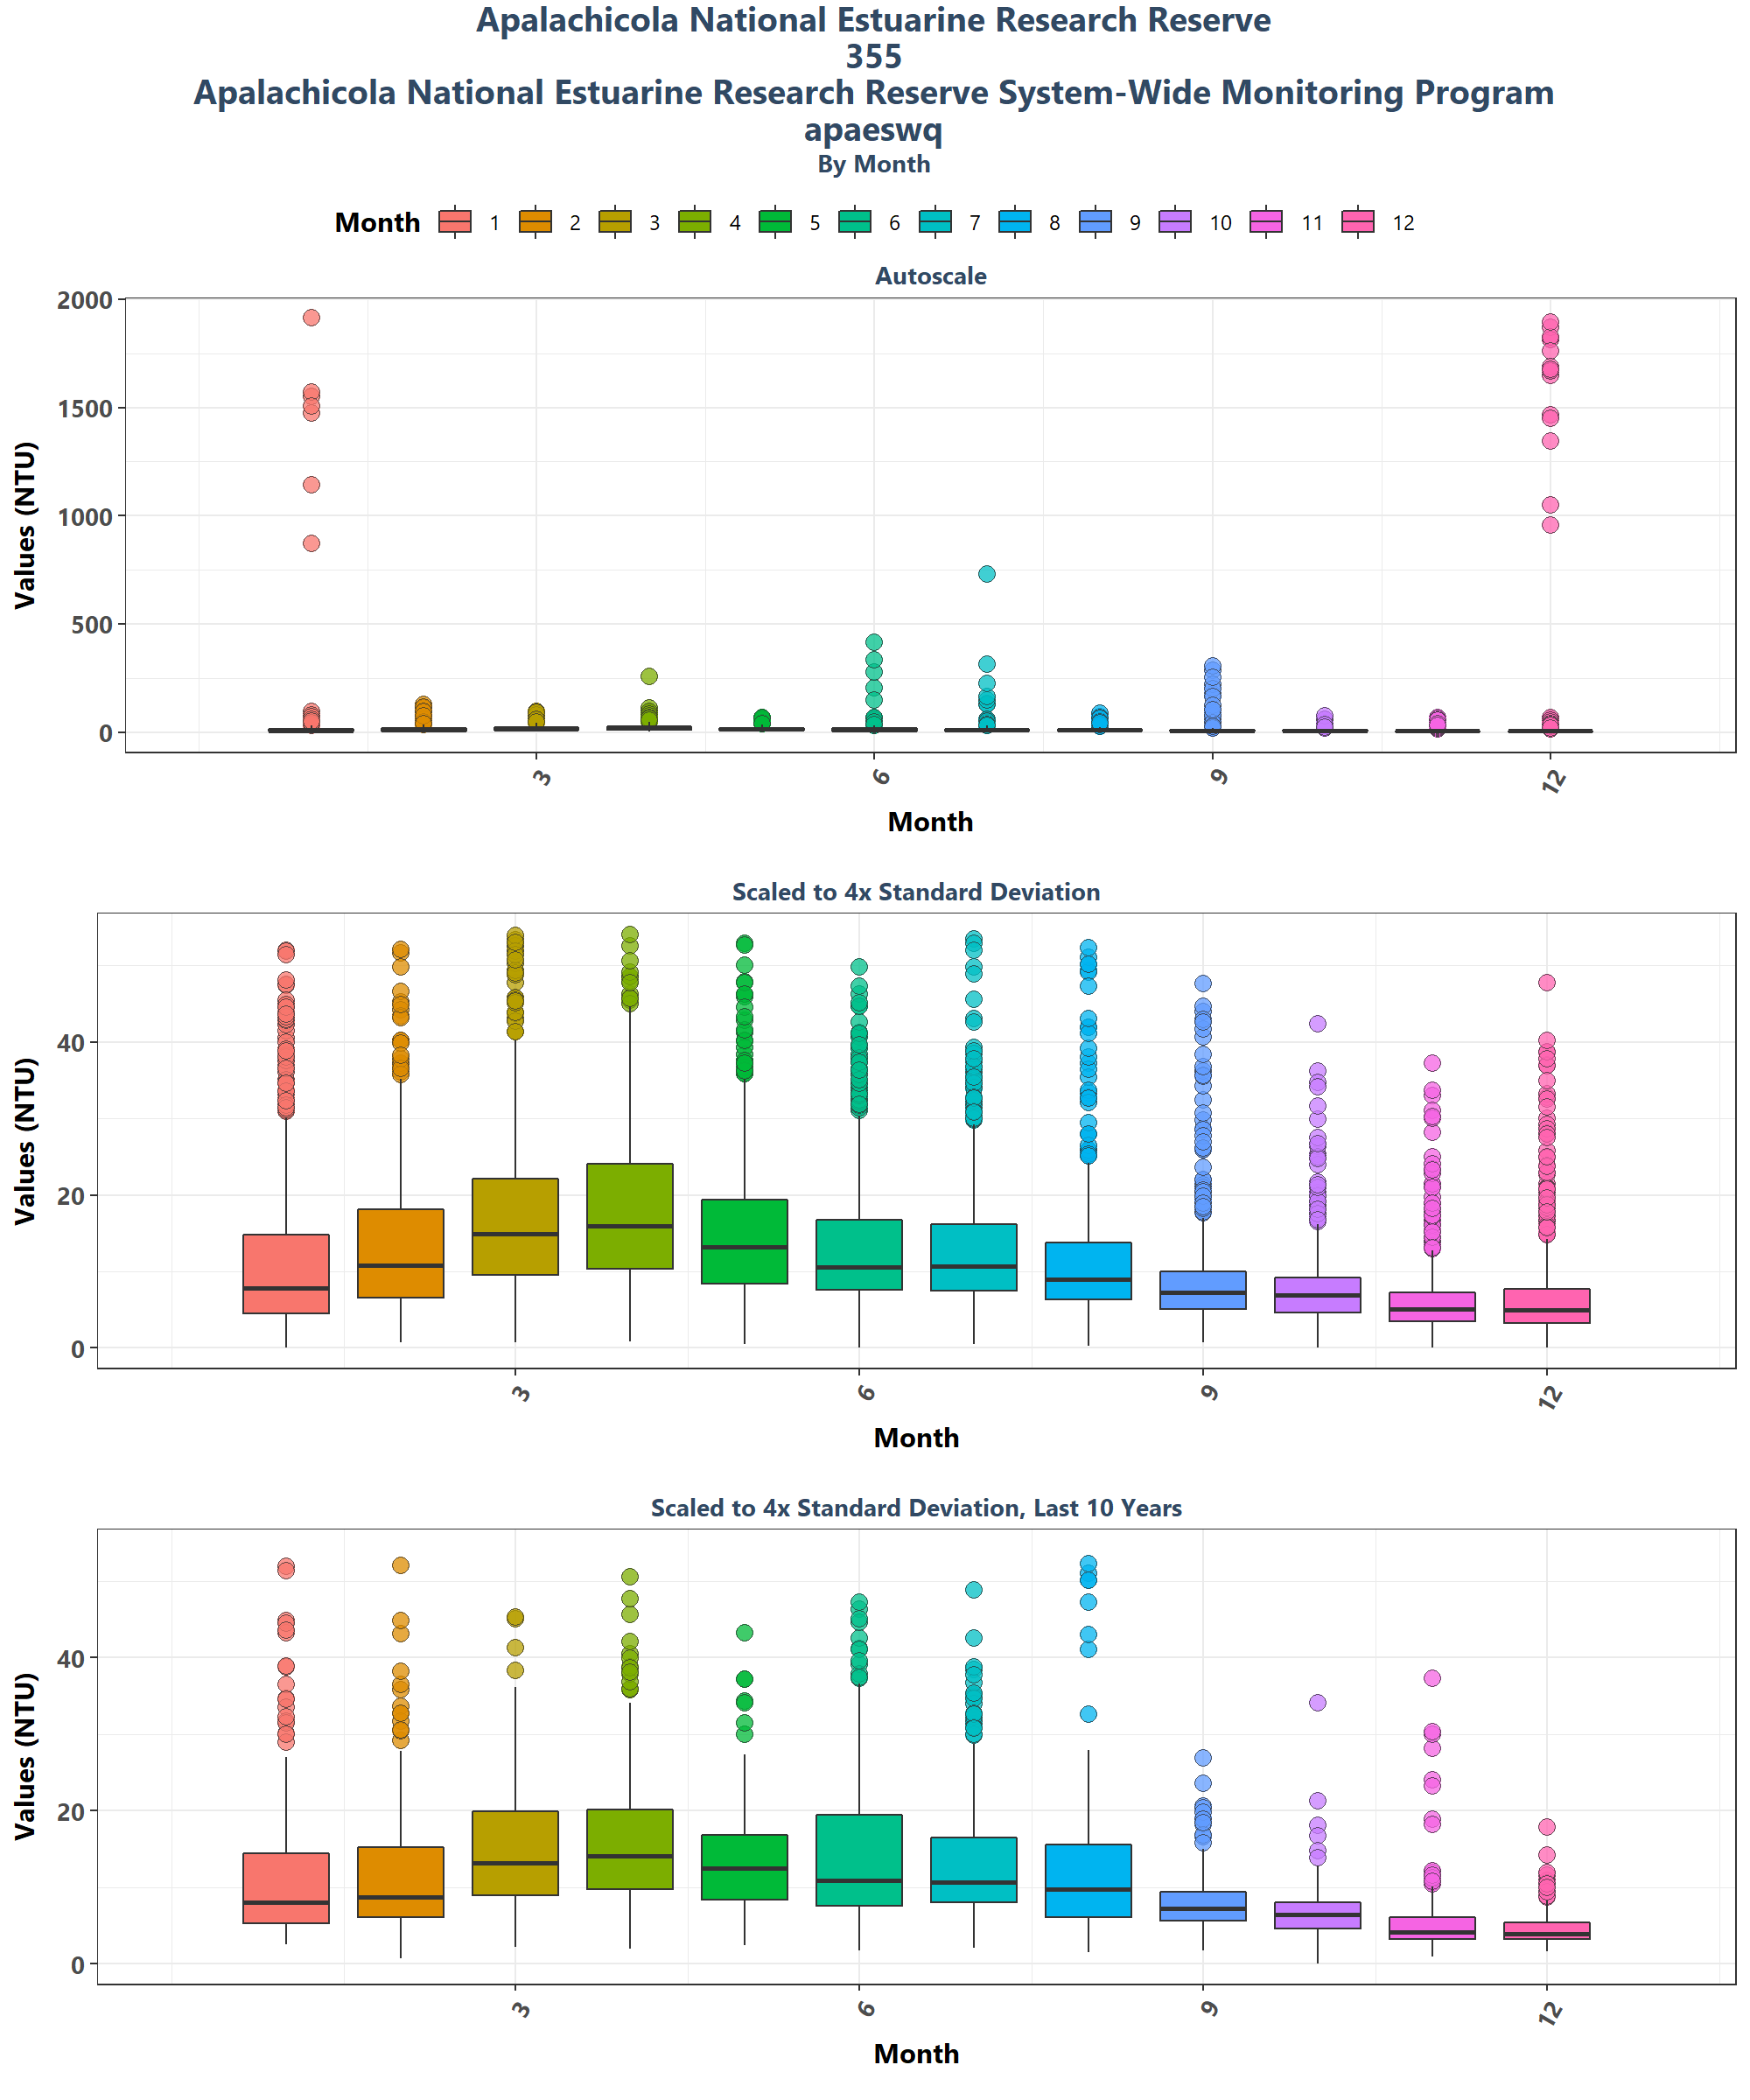 Apalachicola National Estuarine Research Reserve
355
Apalachicola National Estuarine Research Reserve System-Wide Monitoring Program
apaeswq
By Month
Month 1 2 3 4 5 6 7 8 9 10 11 12
Autoscale
Values (NTU)
2000
1500
1000
500
0
3 6 9 12
Month
Scaled to 4x Standard Deviation
Values (NTU)
40
20
0
3 6 9 12
Month
Scaled to 4x Standard Deviation, Last 10 Years
Values (NTU)
40
20
0
3 6 9 12
Month